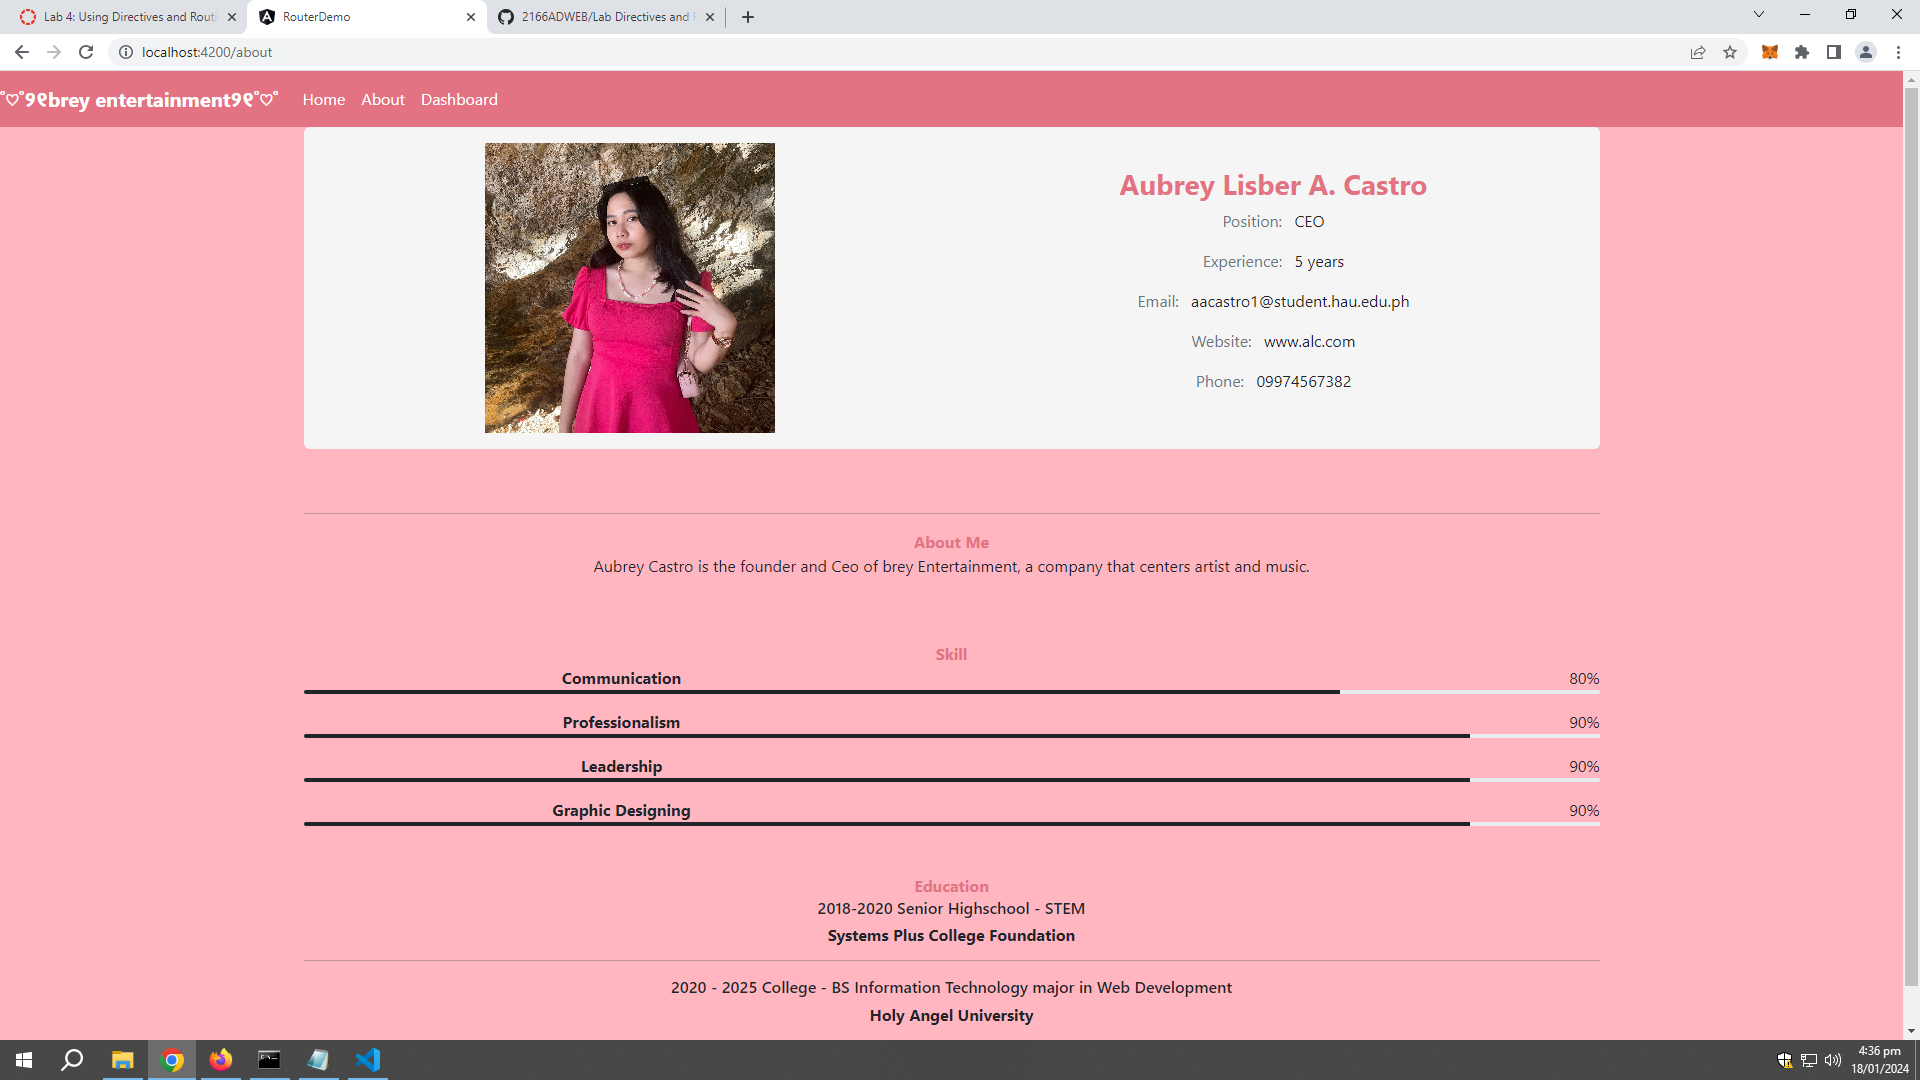 Lab 4: Using Directives and Routi
RouterDemo
2166ADWEB/Lab Directives and R
localhost:4200/about
˚♡˚୨୧brey entertainment୨୧˚♡˚
Home About Dashboard
Aubrey Lisber A. Castro
Position: CEO
Experience: 5 years
Email: aacastro1@student.hau.edu.ph
Website: www.alc.com
Phone: 09974567382
About Me
Aubrey Castro is the founder and Ceo of brey Entertainment, a company that centers artist and music.
Skill
Communication 80%
Professionalism 90%
Leadership 90%
Graphic Designing 90%
Education
2018-2020 Senior Highschool - STEM
Systems Plus College Foundation
2020 - 2025 College - BS Information Technology major in Web Development
Holy Angel University
4:36 pm
18/01/2024